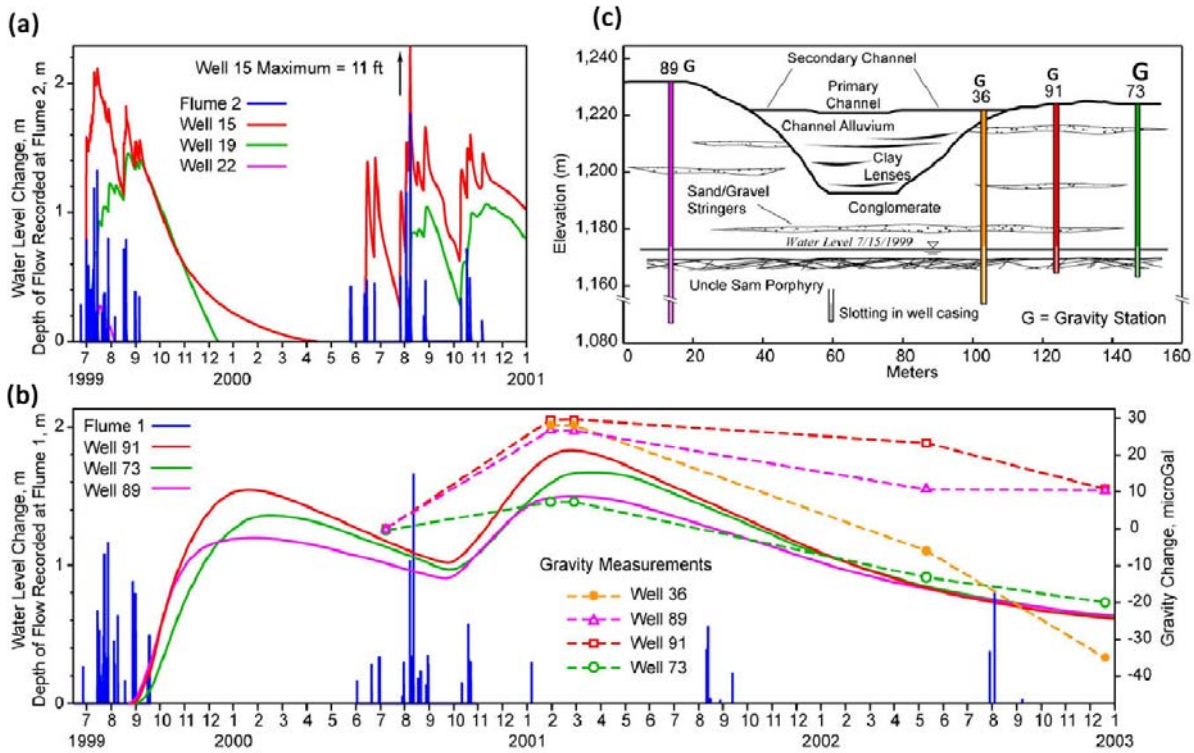 (a)
Water Level Change, m
Depth of Flow Recorded at Flume 2, m
2
1
0
Well 15 Maximum = 11 ft
Flume 2
Well 15
Well 19
Well 22
7 8 9 10 11 12 1 2 3 4 5 6 7 8 9 10 11 12 1
1999 2000 2001
(c)
Elevation (m)
1,240
1,220
1,200
1,180
1,160
1,080
89 G
Secondary Channel
Primary
Channel
G
36
G
91
G
73
Channel Alluvium
Clay
Lenses
Sand/Gravel
Stringers
Conglomerate
Water Level 7/15/1999
Uncle Sam Porphyry
Slotting in well casing
G = Gravity Station
0 20 40 60 80 100 120 140 160
Meters
(b)
Water Level Change, m
Depth of Flow Recorded at Flume 1, m
2
1
0
Flume 1
Well 91
Well 73
Well 89
Gravity Measurements
Well 36
Well 89
Well 91
Well 73
30
20
10
0
-10
-20
-30
-40
Gravity Change, microGal
7 8 9 10 11 12 1 2 3 4 5 6 7 8 9 10 11 12 1 2 3 4 5 6 7 8 9 10 11 12 1 2 3 4 5 6 7 8 9 10 11 12 1
1999 2000 2001 2002 2003